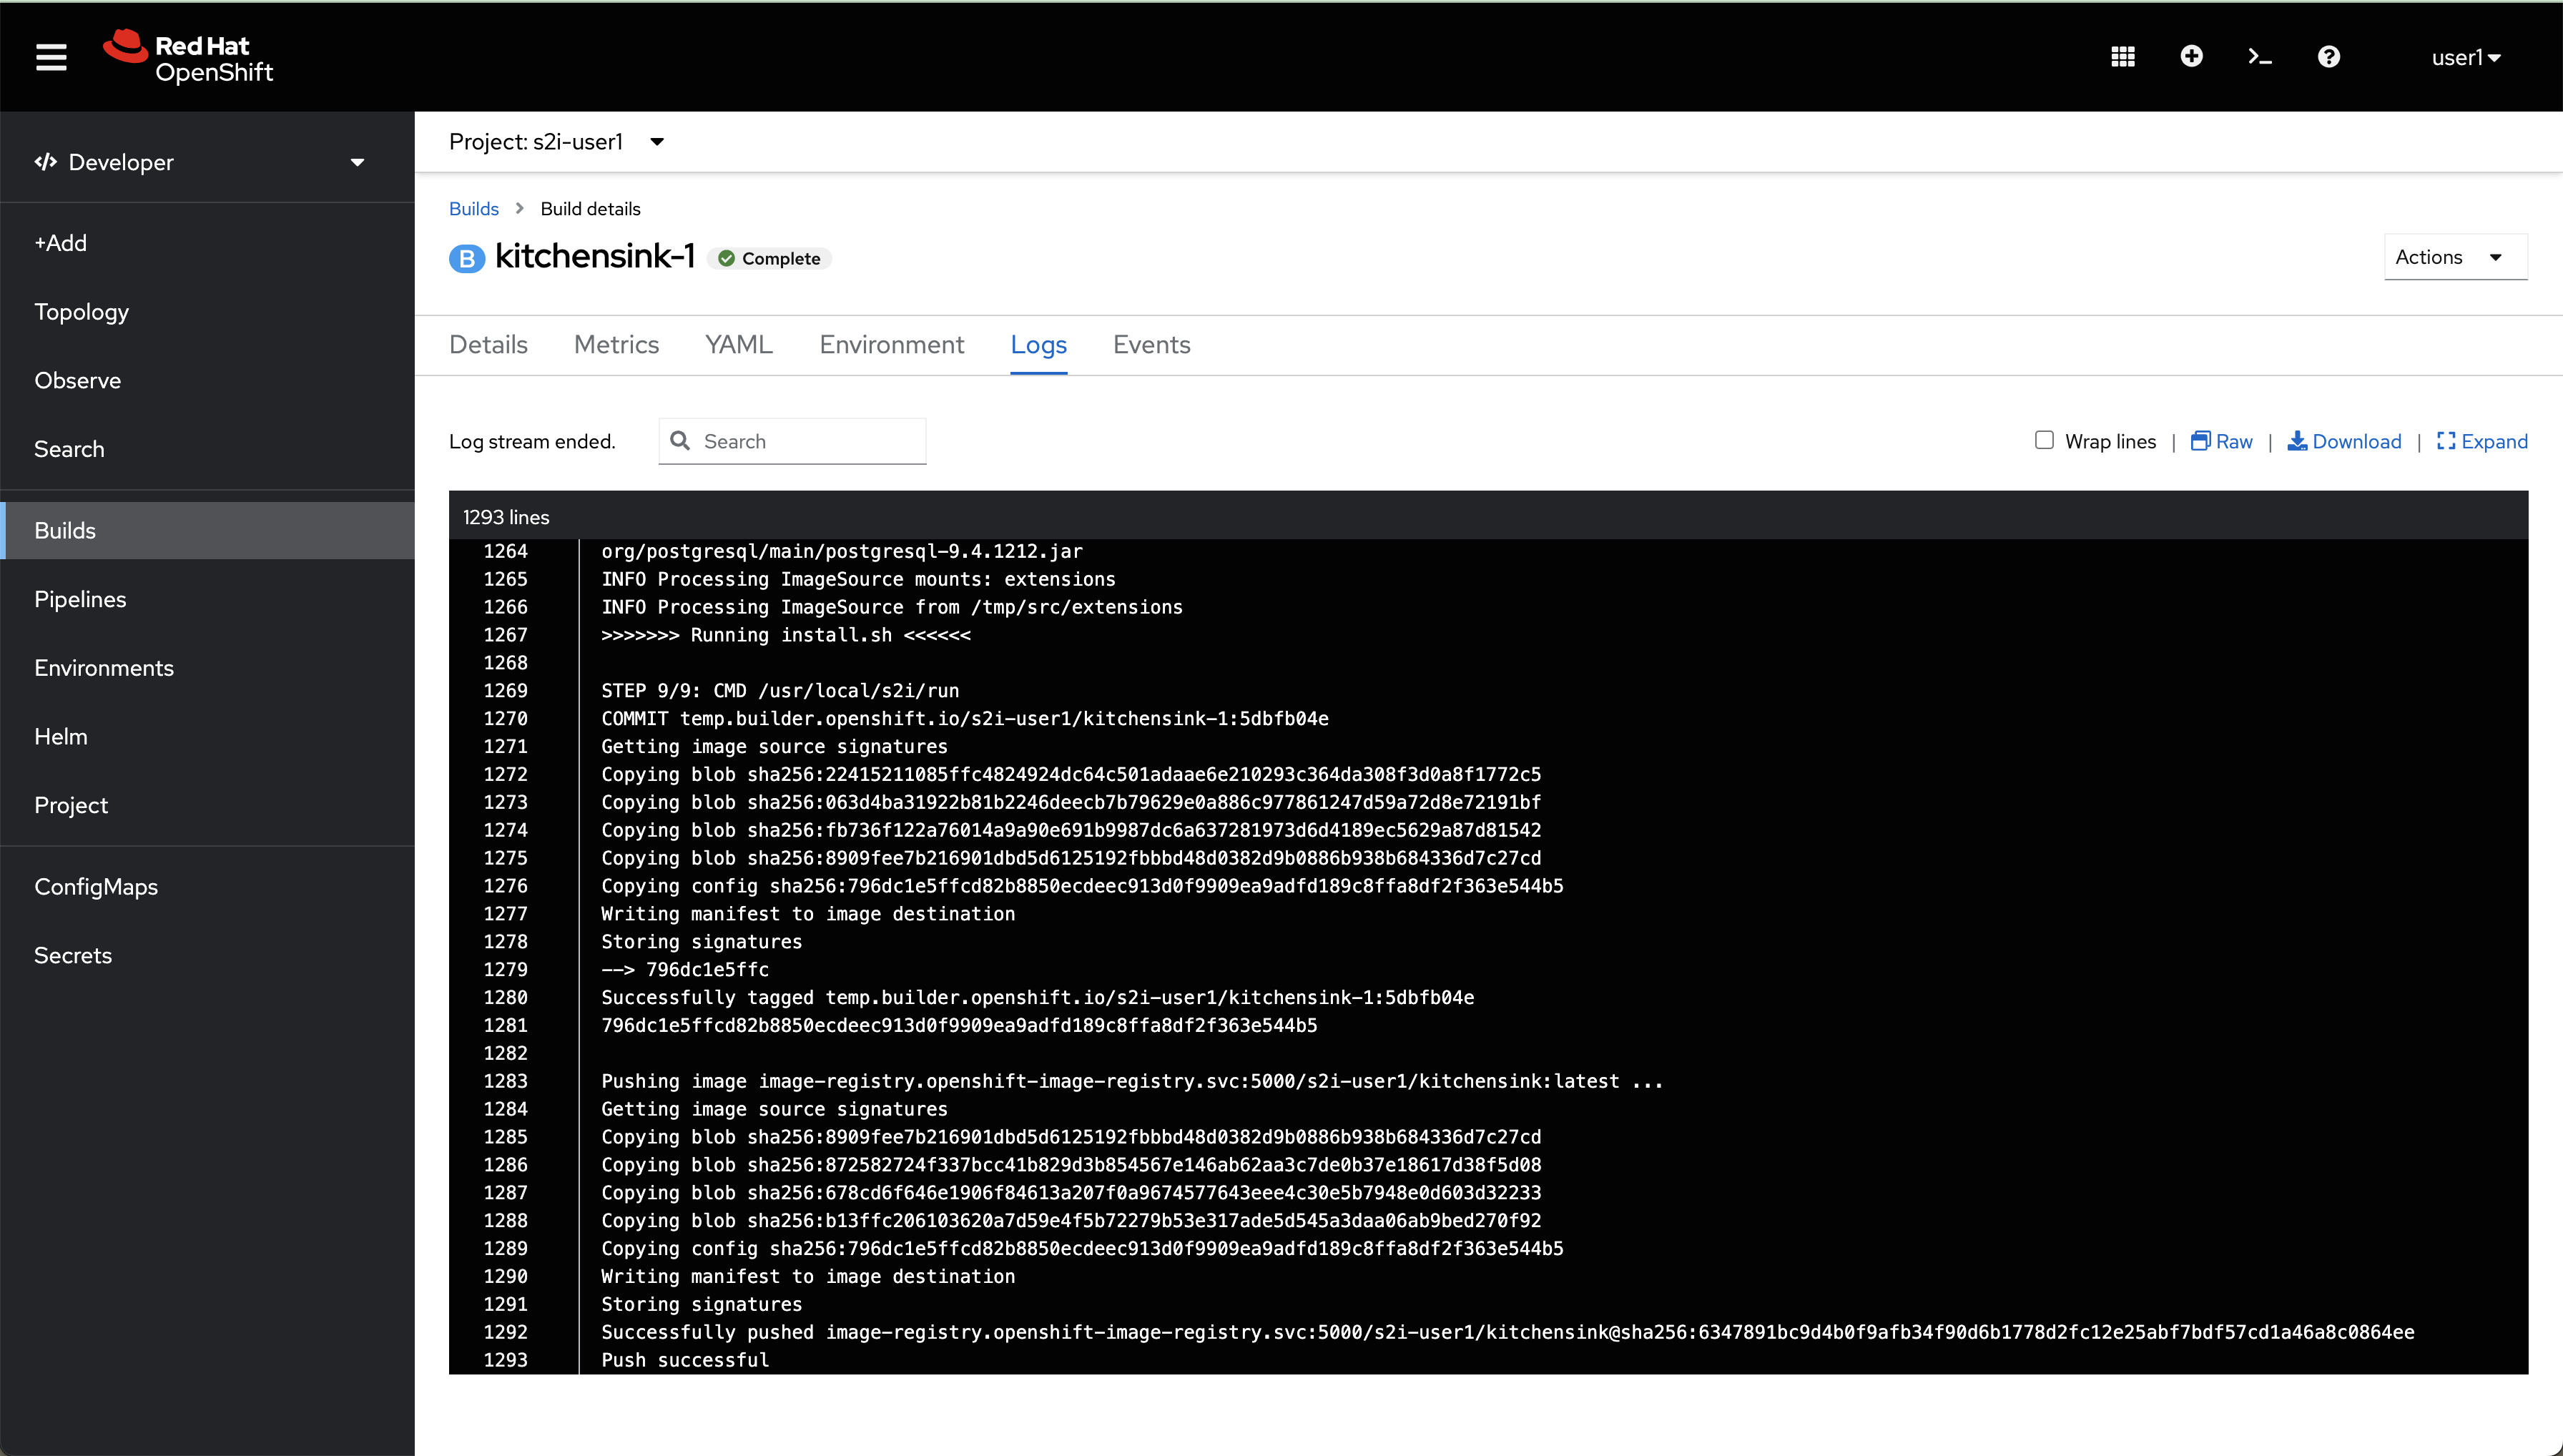 Red Hat
OpenShift
user1
Developer
+Add
Topology
Observe
Search
Builds
Pipelines
Environments
Helm
Project
ConfigMaps
Secrets
Project: s2i-user1
Builds > Build details
B kitchensink-1 Complete
Actions
Details Metrics YAML Environment Logs Events
Log stream ended. Search Wrap lines | Raw | Download | Expand
1293 lines
1264 org/postgresql/main/postgresql-9.4.1212.jar
1265 INFO Processing ImageSource mounts: extensions
1266 INFO Processing ImageSource from /tmp/src/extensions
1267 >>>>>>> Running install.sh <<<<<<
1268
1269 STEP 9/9: CMD /usr/local/s2i/run
1270 COMMIT temp.builder.openshift.io/s2i-user1/kitchensink-1:5dbfb04e
1271 Getting image source signatures
1272 Copying blob sha256:22415211085ffc4824924dc64c501adaae6e210293c364da308f3d0a8f1772c5
1273 Copying blob sha256:063d4ba31922b81b2246deecb7b79629e0a886c977861247d59a72d8e72191bf
1274 Copying blob sha256:fb736f122a76014a9a90e691b9987dc6a637281973d6d4189ec5629a87d81542
1275 Copying blob sha256:8909fee7b216901dbd5d6125192fbbbd48d0382d9b0886b938b684336d7c27cd
1276 Copying config sha256:796dc1e5ffcd82b8850ecdeec913d0f9909ea9adfd189c8ffa8df2f363e544b5
1277 Writing manifest to image destination
1278 Storing signatures
1279 --> 796dc1e5ffc
1280 Successfully tagged temp.builder.openshift.io/s2i-user1/kitchensink-1:5dbfb04e
1281 796dc1e5ffcd82b8850ecdeec913d0f9909ea9adfd189c8ffa8df2f363e544b5
1282
1283 Pushing image image-registry.openshift-image-registry.svc:5000/s2i-user1/kitchensink:latest ...
1284 Getting image source signatures
1285 Copying blob sha256:8909fee7b216901dbd5d6125192fbbbd48d0382d9b0886b938b684336d7c27cd
1286 Copying blob sha256:872582724f337bcc41b829d3b854567e146ab62aa3c7de0b37e18617d38f5d08
1287 Copying blob sha256:678cd6f646e1906f84613a207f0a9674577643eee4c30e5b7948e0d603d32233
1288 Copying blob sha256:b13ffc206103620a7d59e4f5b72279b53e317ade5d545a3daa06ab9bed270f92
1289 Copying config sha256:796dc1e5ffcd82b8850ecdeec913d0f9909ea9adfd189c8ffa8df2f363e544b5
1290 Writing manifest to image destination
1291 Storing signatures
1292 Successfully pushed image-registry.openshift-image-registry.svc:5000/s2i-user1/kitchensink@sha256:6347891bc9d4b0f9afb34f90d6b1778d2fc12e25abf7bdf57cd1a46a8c0864ee
1293 Push successful